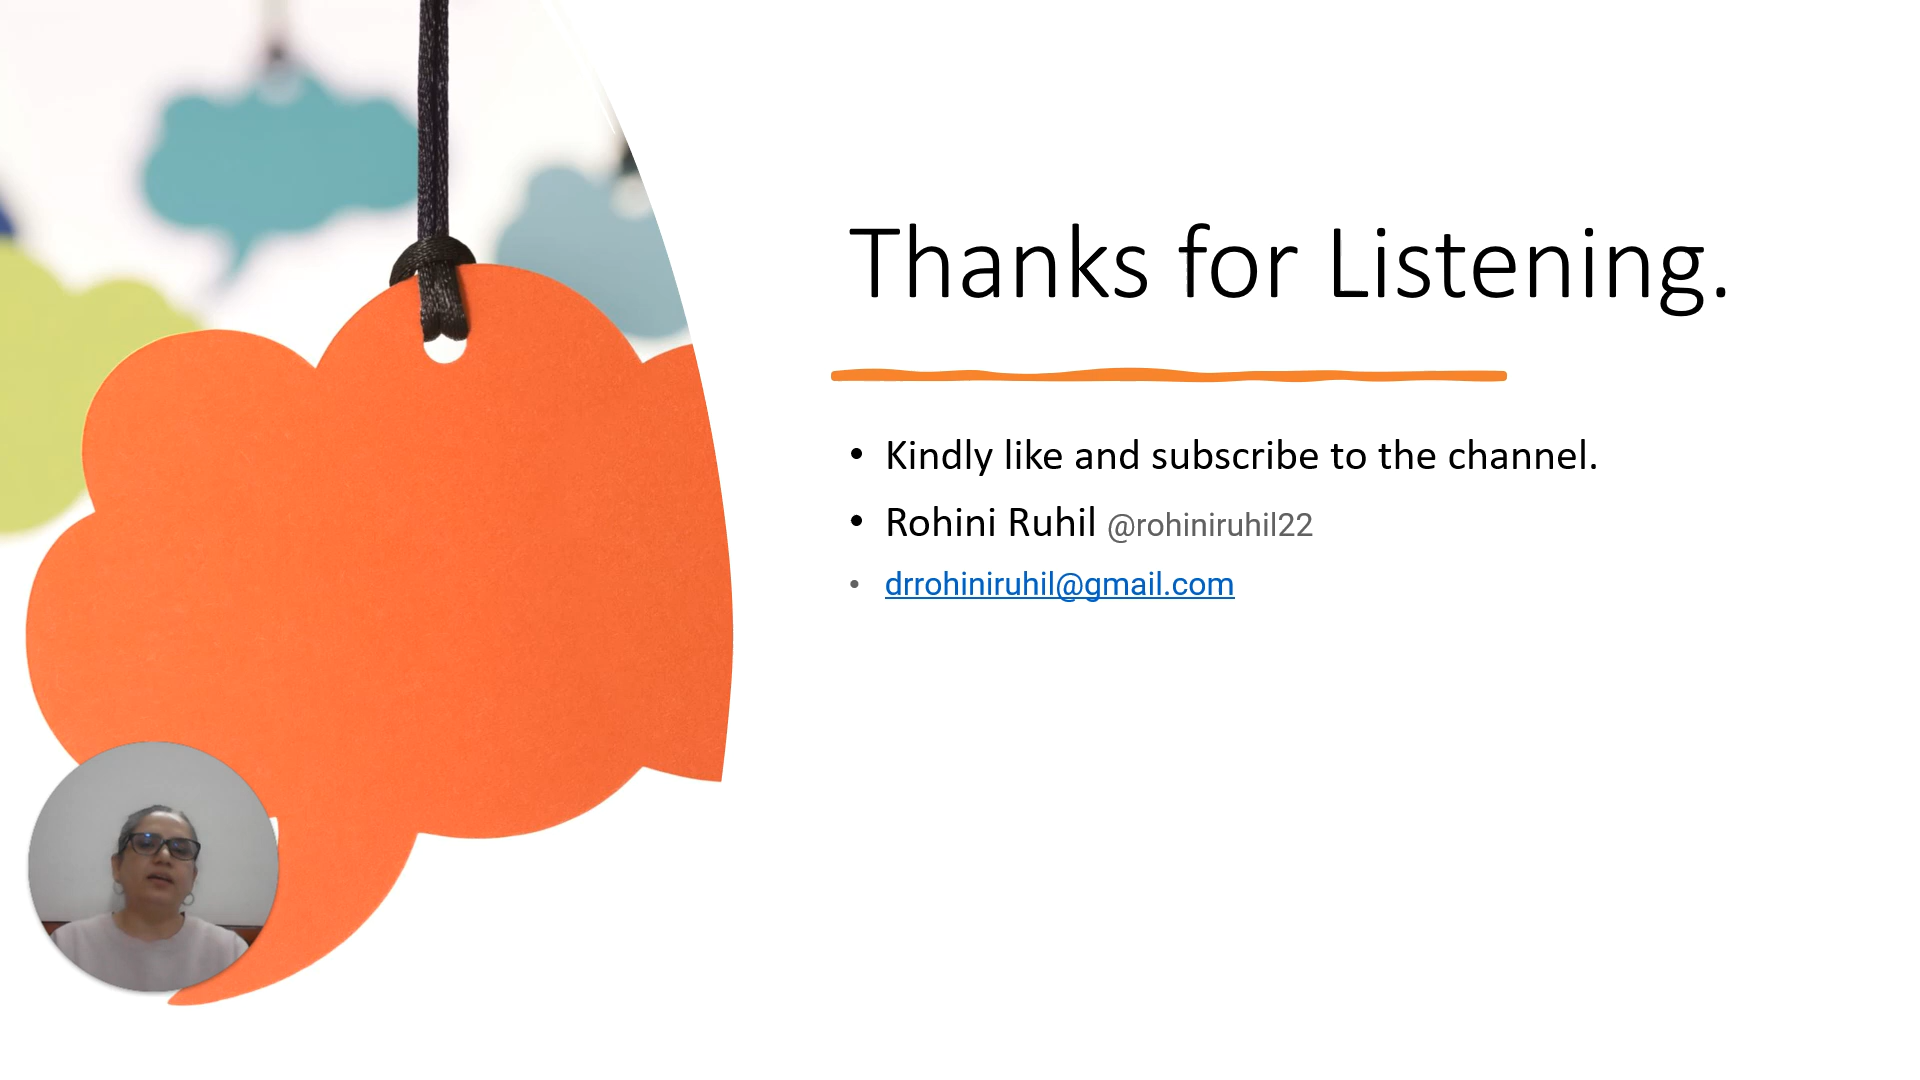 Thanks for Listening.
• Kindly like and subscribe to the channel.
• Rohini Ruhil @rohiniruhil22
• drrohiniruhil@gmail.com